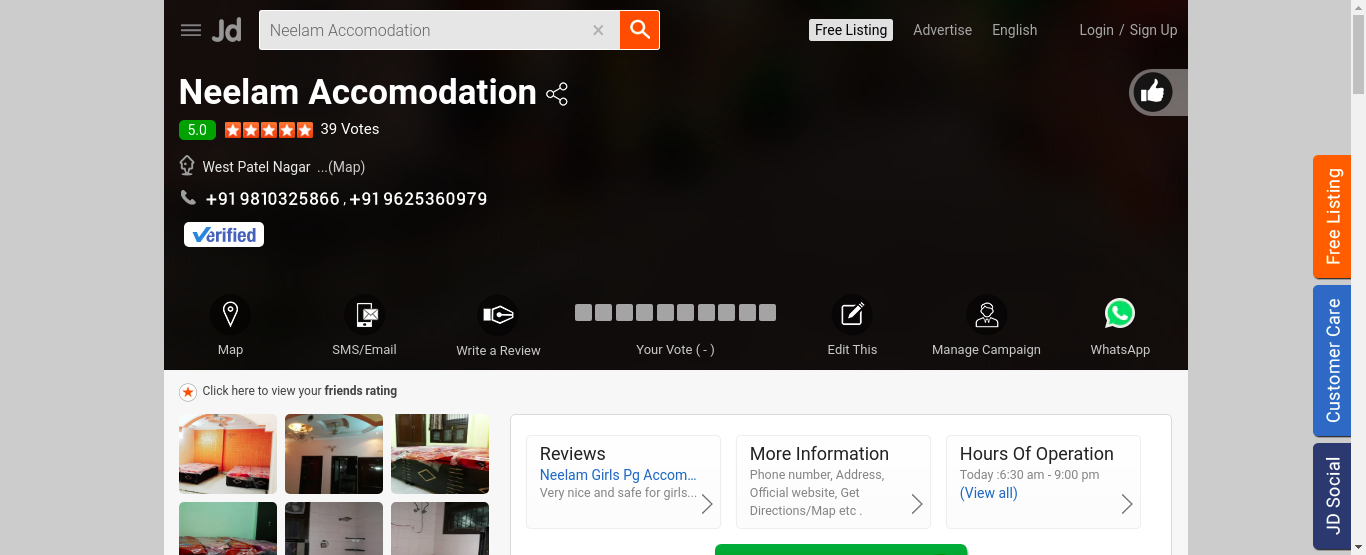 Jd
Neelam Accomodation
Free Listing
Advertise
English
Login / Sign Up
Neelam Accomodation
5.0
39 Votes
West Patel Nagar ...(Map)
+91 9810325866 , +91 9625360979
Verified
Map
SMS/Email
Write a Review
Your Vote ( - )
Edit This
Manage Campaign
WhatsApp
Click here to view your friends rating
Reviews
Neelam Girls Pg Accom...
Very nice and safe for girls...
More Information
Phone number, Address,
Official website, Get
Directions/Map etc .
Hours Of Operation
Today :6:30 am - 9:00 pm
(View all)
Free Listing
Customer Care
JD Social